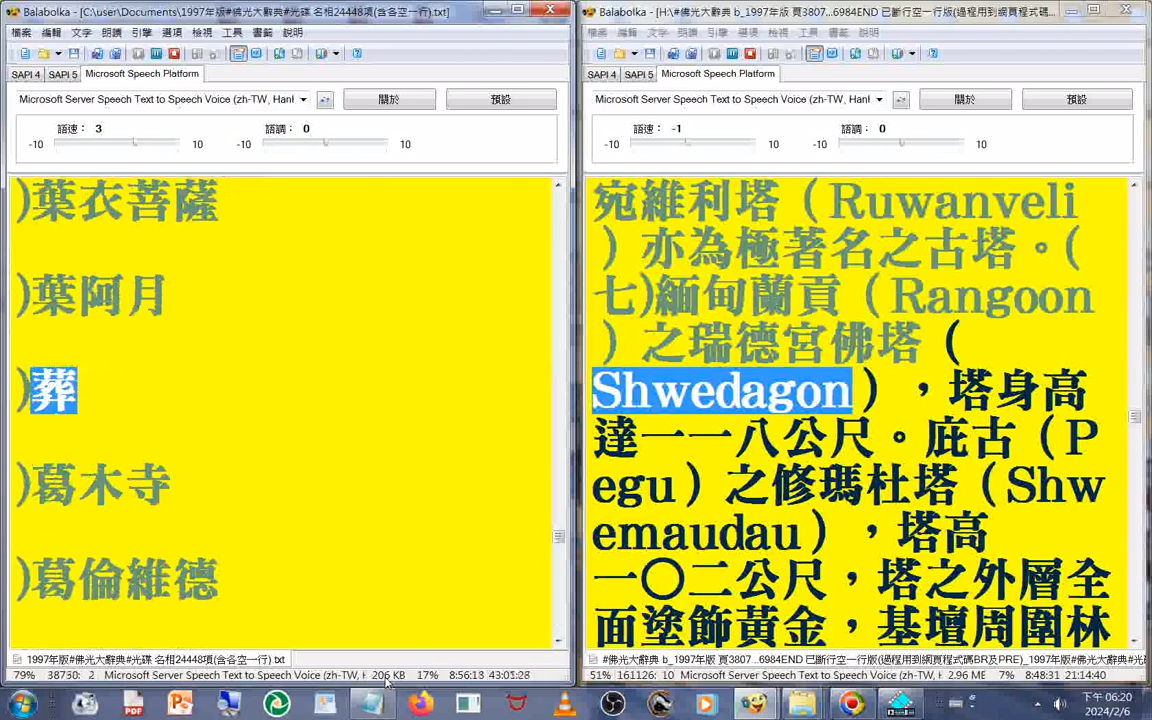 Balabolka - [C:\user\Documents\1997年版#佛光大辭典#光碟 名相24448項(含各空一行).txt]
檔案 編輯 文字 朗讀 引擎 選項 檢視 工具 書籤 說明
SAPI 4 SAPI 5 Microsoft Speech Platform
Microsoft Server Speech Text to Speech Voice (zh-TW, Hanl
關於 預設
語速： 3 語調： 0
-10 10 -10 10
)葉衣菩薩
)葉阿月
)葬
)葛木寺
)葛倫維德
1997年版#佛光大辭典#光碟 名相24448項(含各空一行).txt
79% 38730: 2 Microsoft Server Speech Text to Speech Voice (zh-TW, H 206 KB 17% 8:56:13 43:01:28
Balabolka - [H:\#佛光大辭典 b_1997年版 頁3807...6984END 已斷行空一行版(過程用到網頁程式碼...
檔案 編輯 文字 朗讀 引擎 選項 檢視 工具 書籤 說明
SAPI 4 SAPI 5 Microsoft Speech Platform
Microsoft Server Speech Text to Speech Voice (zh-TW, Hanl
關於 預設
語速： -1 語調： 0
-10 10 -10 10
宛維利塔（Ruwanveli
）亦為極著名之古塔。(
七)緬甸蘭貢（Rangoon
）之瑞德宮佛塔（
Shwedagon），塔身高
達一一八公尺。庇古（P
egu）之修瑪杜塔（Shw
emaudau），塔高
一〇二公尺，塔之外層全
面塗飾黃金，基壇周圍林
#佛光大辭典 b_1997年版 頁3807...6984END 已斷行空一行版(過程用到網頁程式碼BR及PRE)_1997年版#佛光
51% 161126: 10 Microsoft Server Speech Text to Speech Voice (zh-TW, H 2.96 ME 7% 8:48:31 21:14:40
下午 06:20
2024/2/6